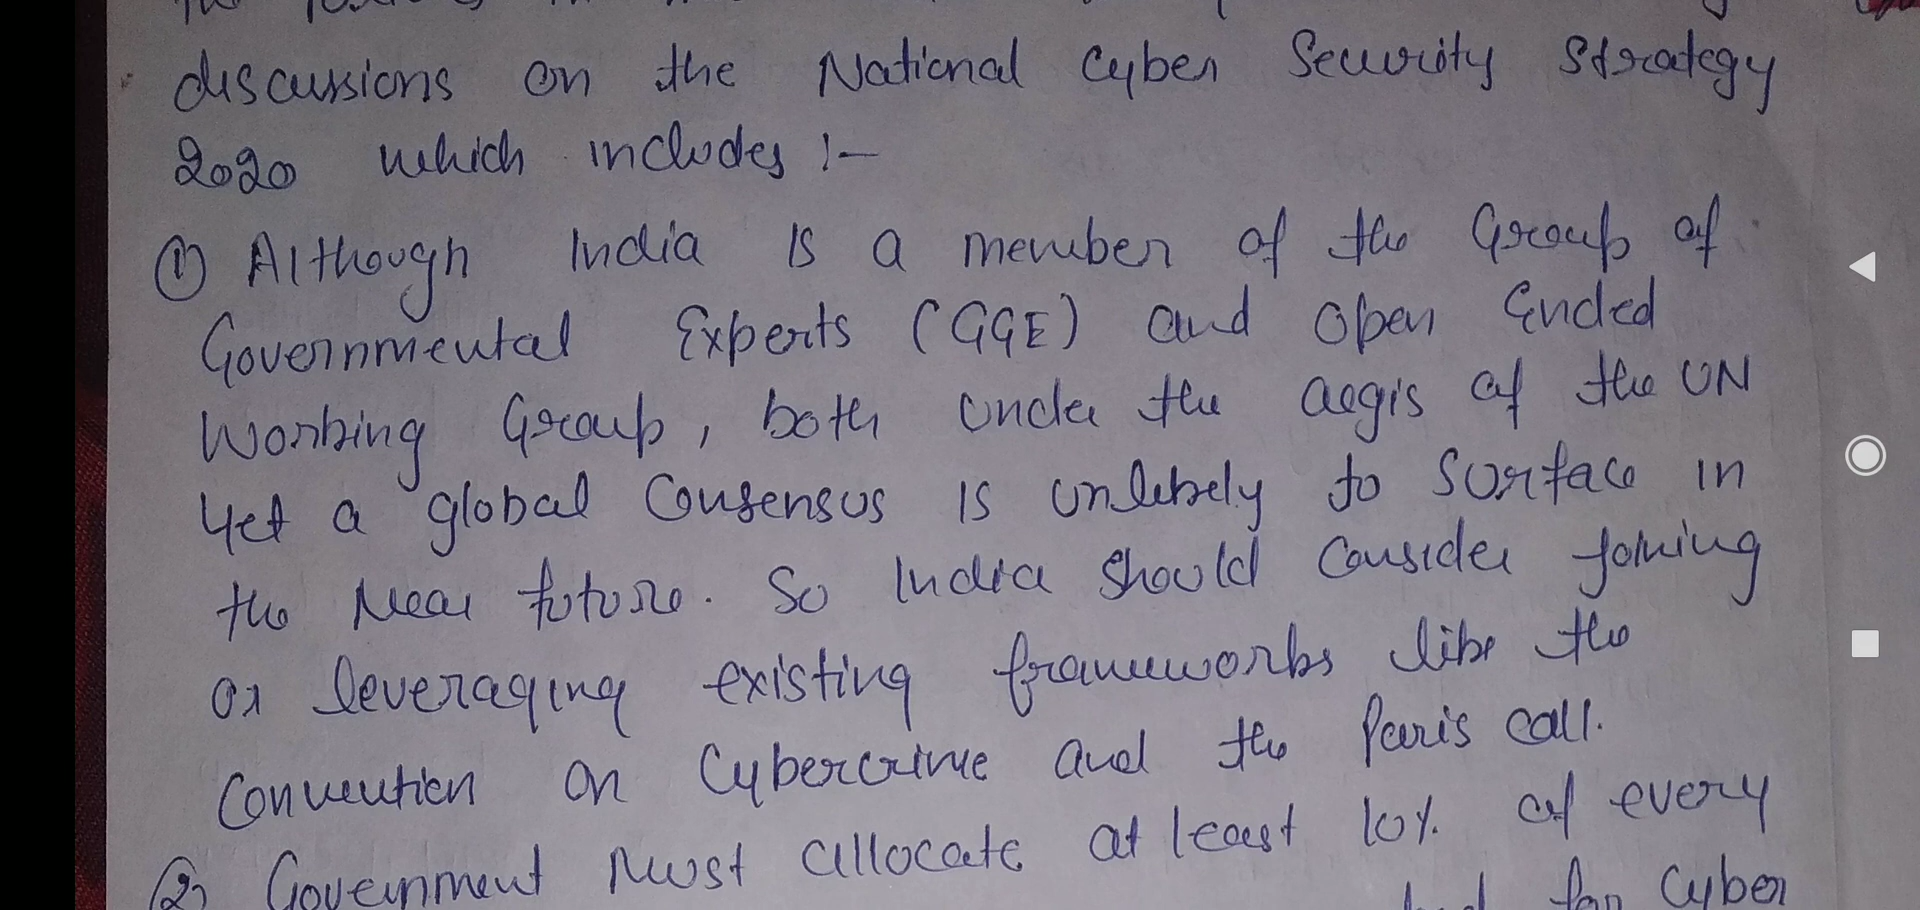 discussions on the National Cyber Security Strategy
2020 which includes :-
① Although India is a member of the Group of
Governmental Experts (GGE) and Open Ended
Working Group, both under the aegis of the UN
yet a global consensus is unlikely to surface in
the near future. So India should consider joining
or leveraging existing frameworks like the
Convention on Cybercrime and the Paris call.
② Government must allocate at least 10% of every
for Cyber